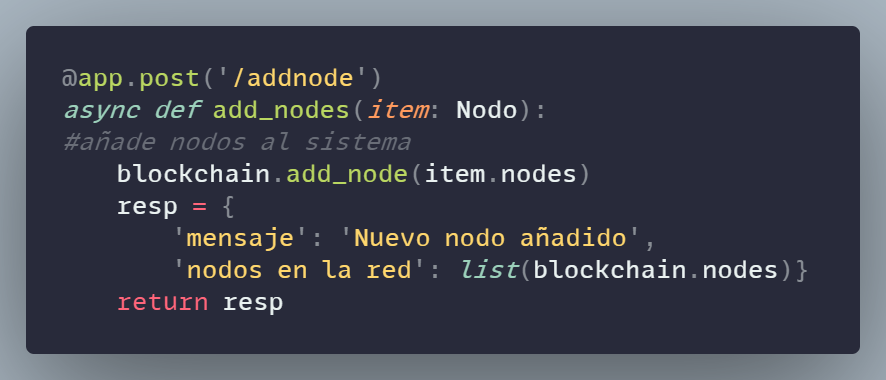 @app.post('/addnode')
async def add_nodes(item: Nodo):
#añade nodos al sistema
    blockchain.add_node(item.nodes)
    resp = {
        'mensaje': 'Nuevo nodo añadido',
        'nodos en la red': list(blockchain.nodes)}
    return resp